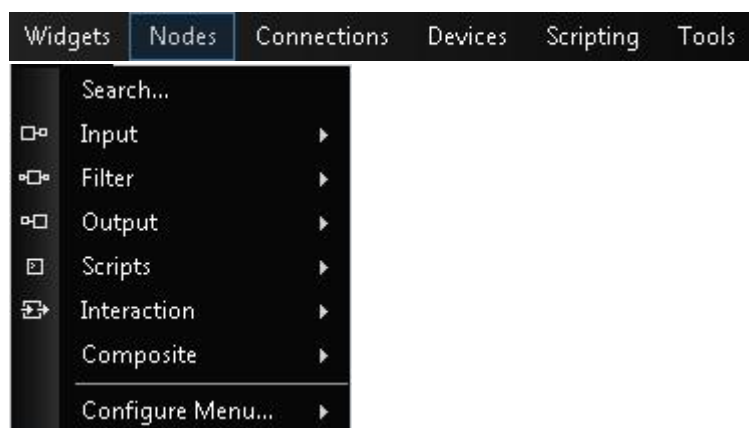 Widgets Nodes Connections Devices Scripting Tools
Search...
Input
Filter
Output
Scripts
Interaction
Composite
Configure Menu...